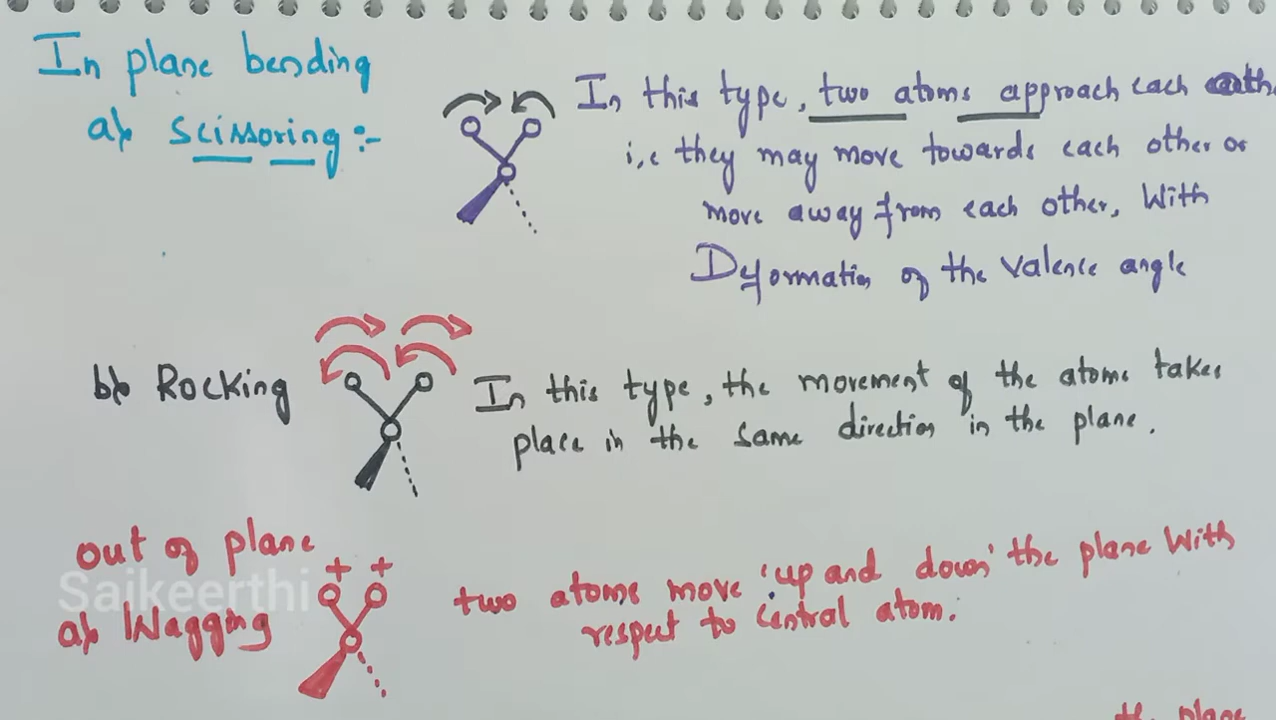 In plane bending
a) Scissoring :-
In this type, two atoms approach each oth
i,e they may move towards each other or
move away from each other, With
Deformation of the valence angle
b) Rocking
In this type, the movement of the atoms takes
place in the same direction in the plane.
out of plane
a) Wagging
+ +
two atoms move 'up and down' the plane With
respect to Central atom.
Saikeerthi
the plane